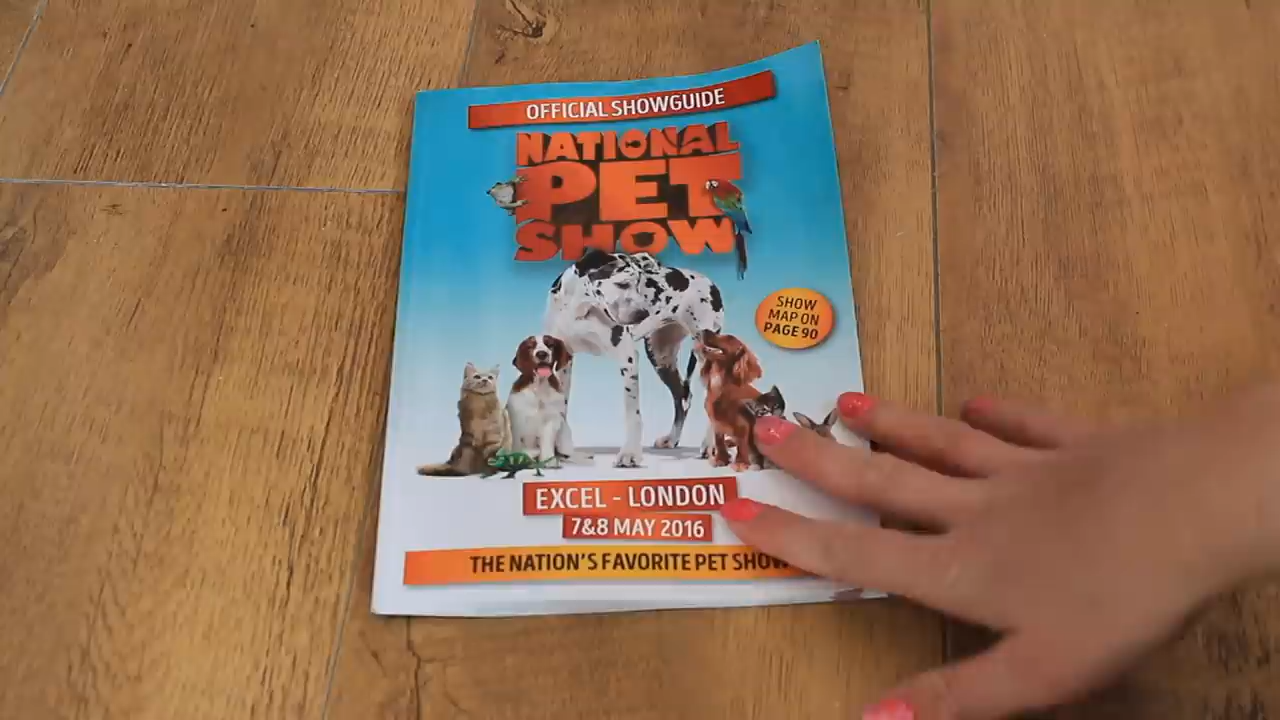 OFFICIAL SHOWGUIDE
NATIONAL
PET
SHOW
SHOW
MAP ON
PAGE 90
EXCEL - LONDON
7&8 MAY 2016
THE NATION'S FAVORITE PET SHOW